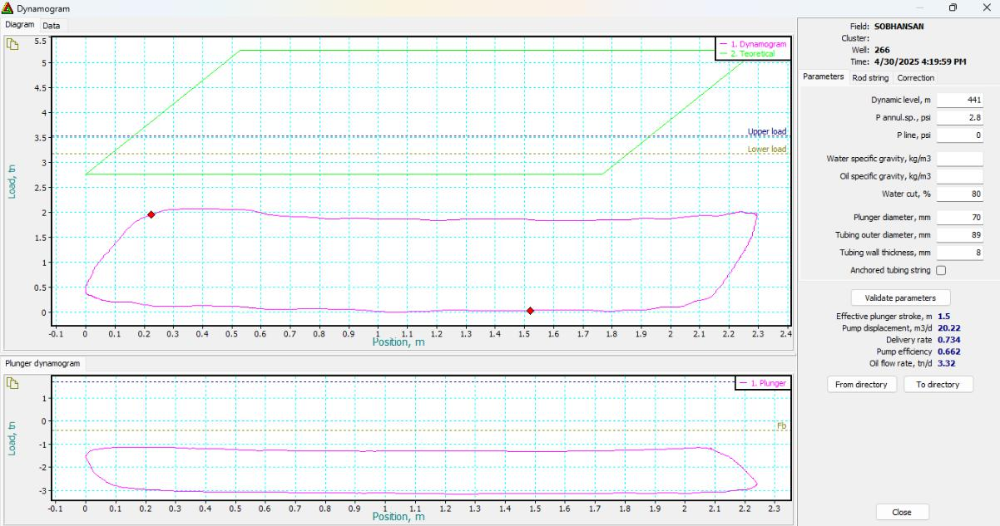 Dynamogram
Diagram Data
5.5
5
4.5
4
3.5
3
2.5
2
1.5
1
0.5
0
Load, tn
1. Dynamogram
2. Teoretical
Upper load
Lower load
-0.1 0 0.1 0.2 0.3 0.4 0.5 0.6 0.7 0.8 0.9 1 1.1 1.2 1.3 1.4 1.5 1.6 1.7 1.8 1.9 2 2.1 2.2 2.3 2.4
Position, m
Plunger dynamogram
1
0
-1
-2
-3
Load, tn
1. Plunger
Fb
-0.1 0 0.1 0.2 0.3 0.4 0.5 0.6 0.7 0.8 0.9 1 1.1 1.2 1.3 1.4 1.5 1.6 1.7 1.8 1.9 2 2.1 2.2 2.3
Position, m
Field: SOBHANSAN
Cluster:
Well: 266
Time: 4/30/2025 4:19:59 PM
Parameters Rod string Correction
Dynamic level, m 441
P annul.sp., psi 2.8
P line, psi 0
Water specific gravity, kg/m3
Oil specific gravity, kg/m3
Water cut, % 80
Plunger diameter, mm 70
Tubing outer diameter, mm 89
Tubing wall thickness, mm 8
Anchored tubing string
Validate parameters
Effective plunger stroke, m 1.5
Pump displacement, m3/d 20.22
Delivery rate 0.734
Pump efficiency 0.662
Oil flow rate, tn/d 3.32
From directory To directory
Close